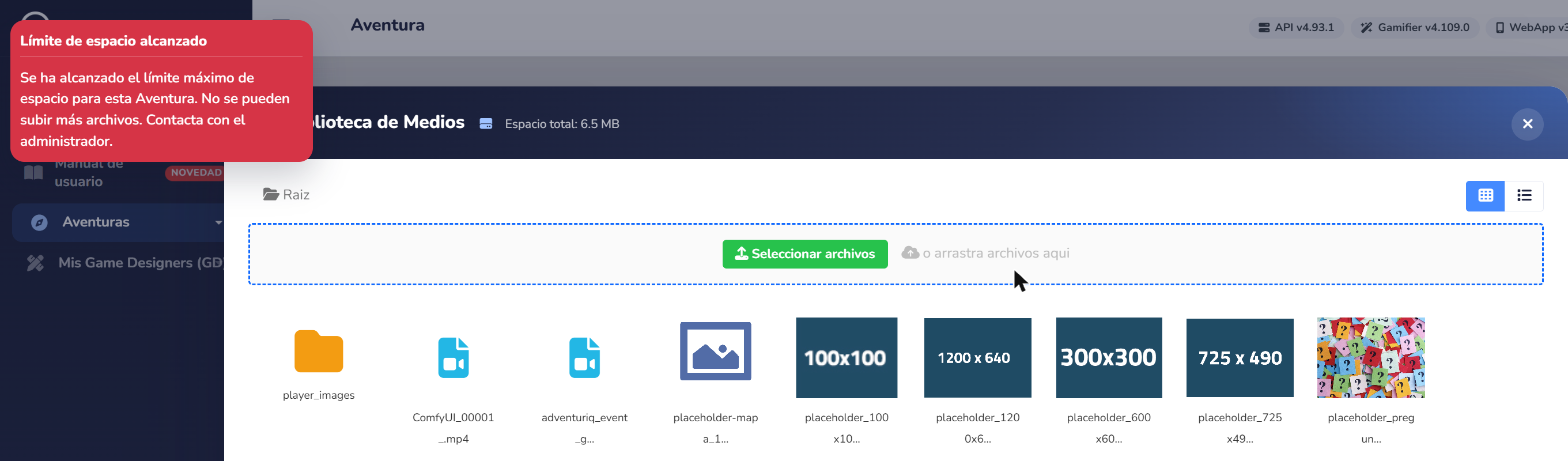 Límite de espacio alcanzado
Se ha alcanzado el límite máximo de
espacio para esta Aventura. No se pueden
subir más archivos. Contacta con el
administrador.
Aventura
API v4.93.1
Gamifier v4.109.0
WebApp v3
blioteca de Medios
Espacio total: 6.5 MB
Manual de
usuario
NOVEDAD
Aventuras
Mis Game Designers (GD)
Raiz
Seleccionar archivos
o arrastra archivos aqui
100x100
1200 x 640
300x300
725 x 490
player_images
ComfyUI_00001
_.mp4
adventuriq_event
_g...
placeholder-map
a_1...
placeholder_100
x10...
placeholder_120
0x6...
placeholder_600
x60...
placeholder_725
x49...
placeholder_preg
un...